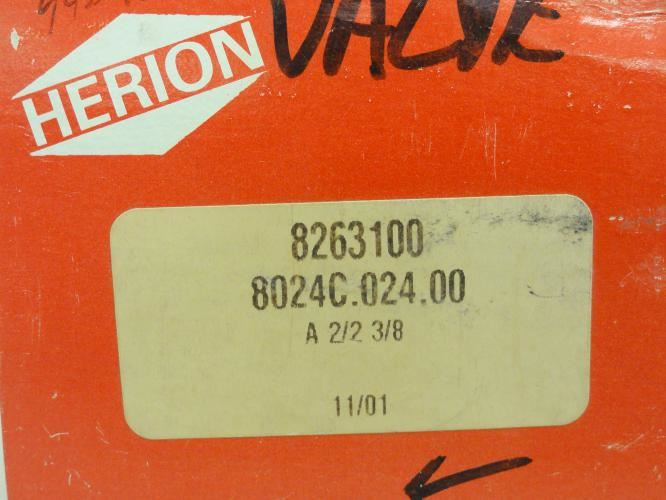 VALVE
HERION
8263100
8024C.024.00
A 2/2 3/8
11/01